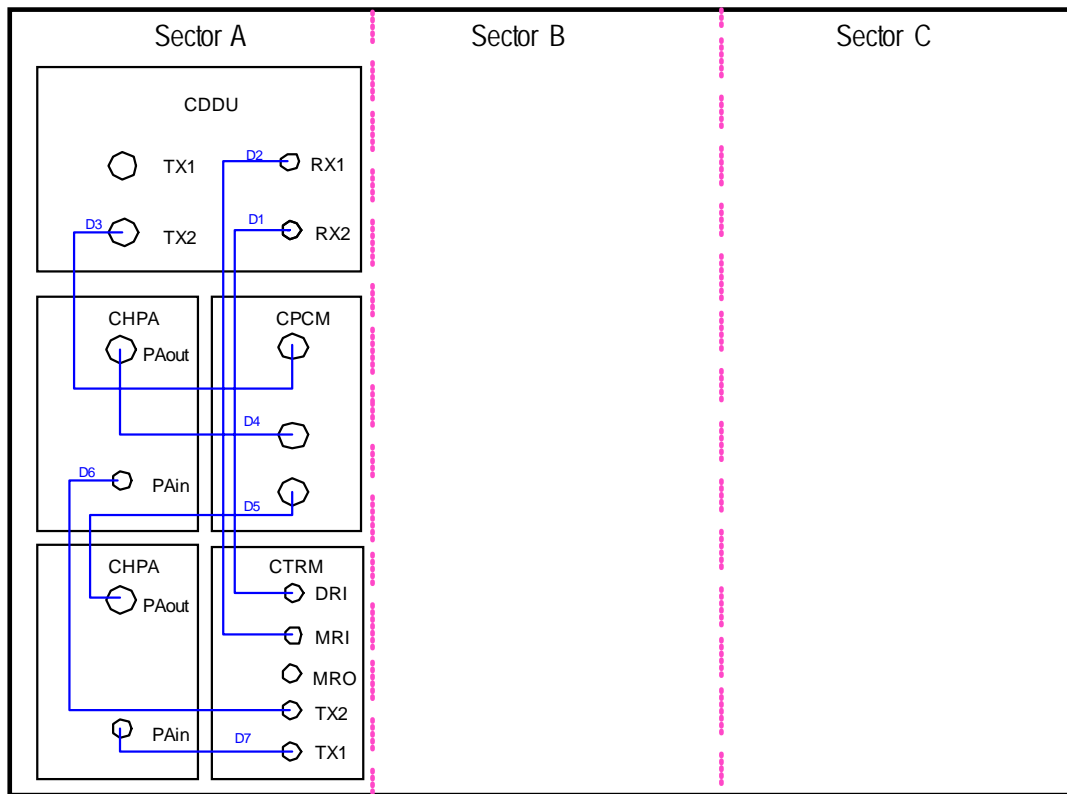 Sector A Sector B Sector C
CDDU
D2 RX1
TX1
D3 TX2 D1 RX2
CHPA CPCM
PAout
D4
D6 PAin
D5
CHPA CTRM
PAout DRI
MRI
MRO
TX2
PAin D7 TX1